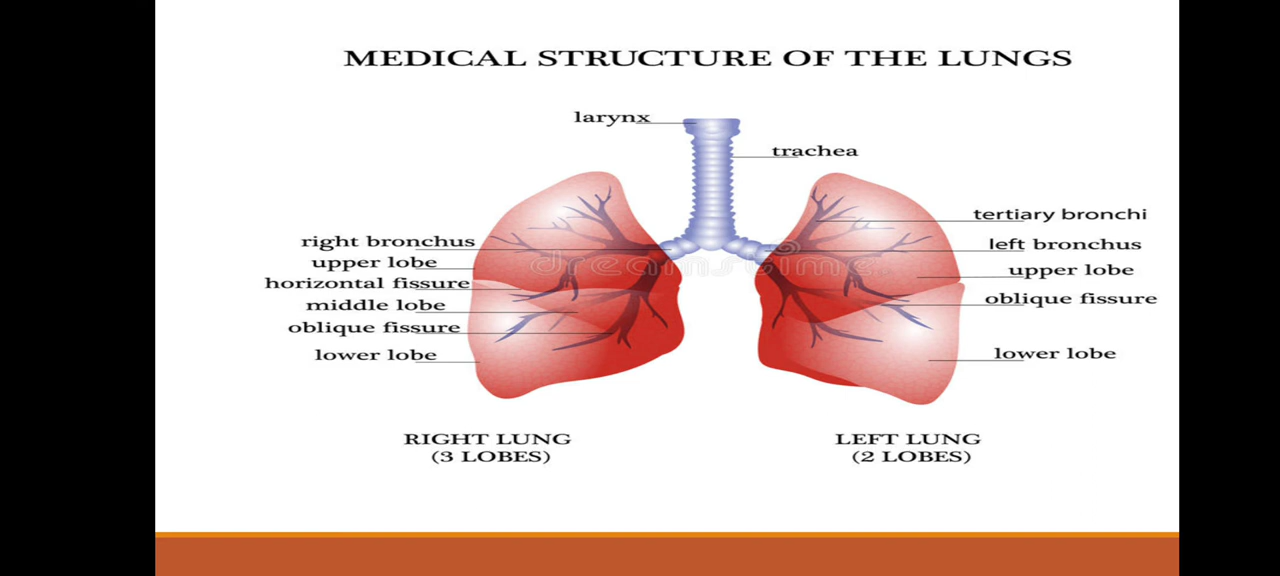 MEDICAL STRUCTURE OF THE LUNGS
larynx
trachea
tertiary bronchi
right bronchus
left bronchus
upper lobe
upper lobe
horizontal fissure
oblique fissure
middle lobe
oblique fissure
lower lobe
lower lobe
dreamstime
RIGHT LUNG
(3 LOBES)
LEFT LUNG
(2 LOBES)